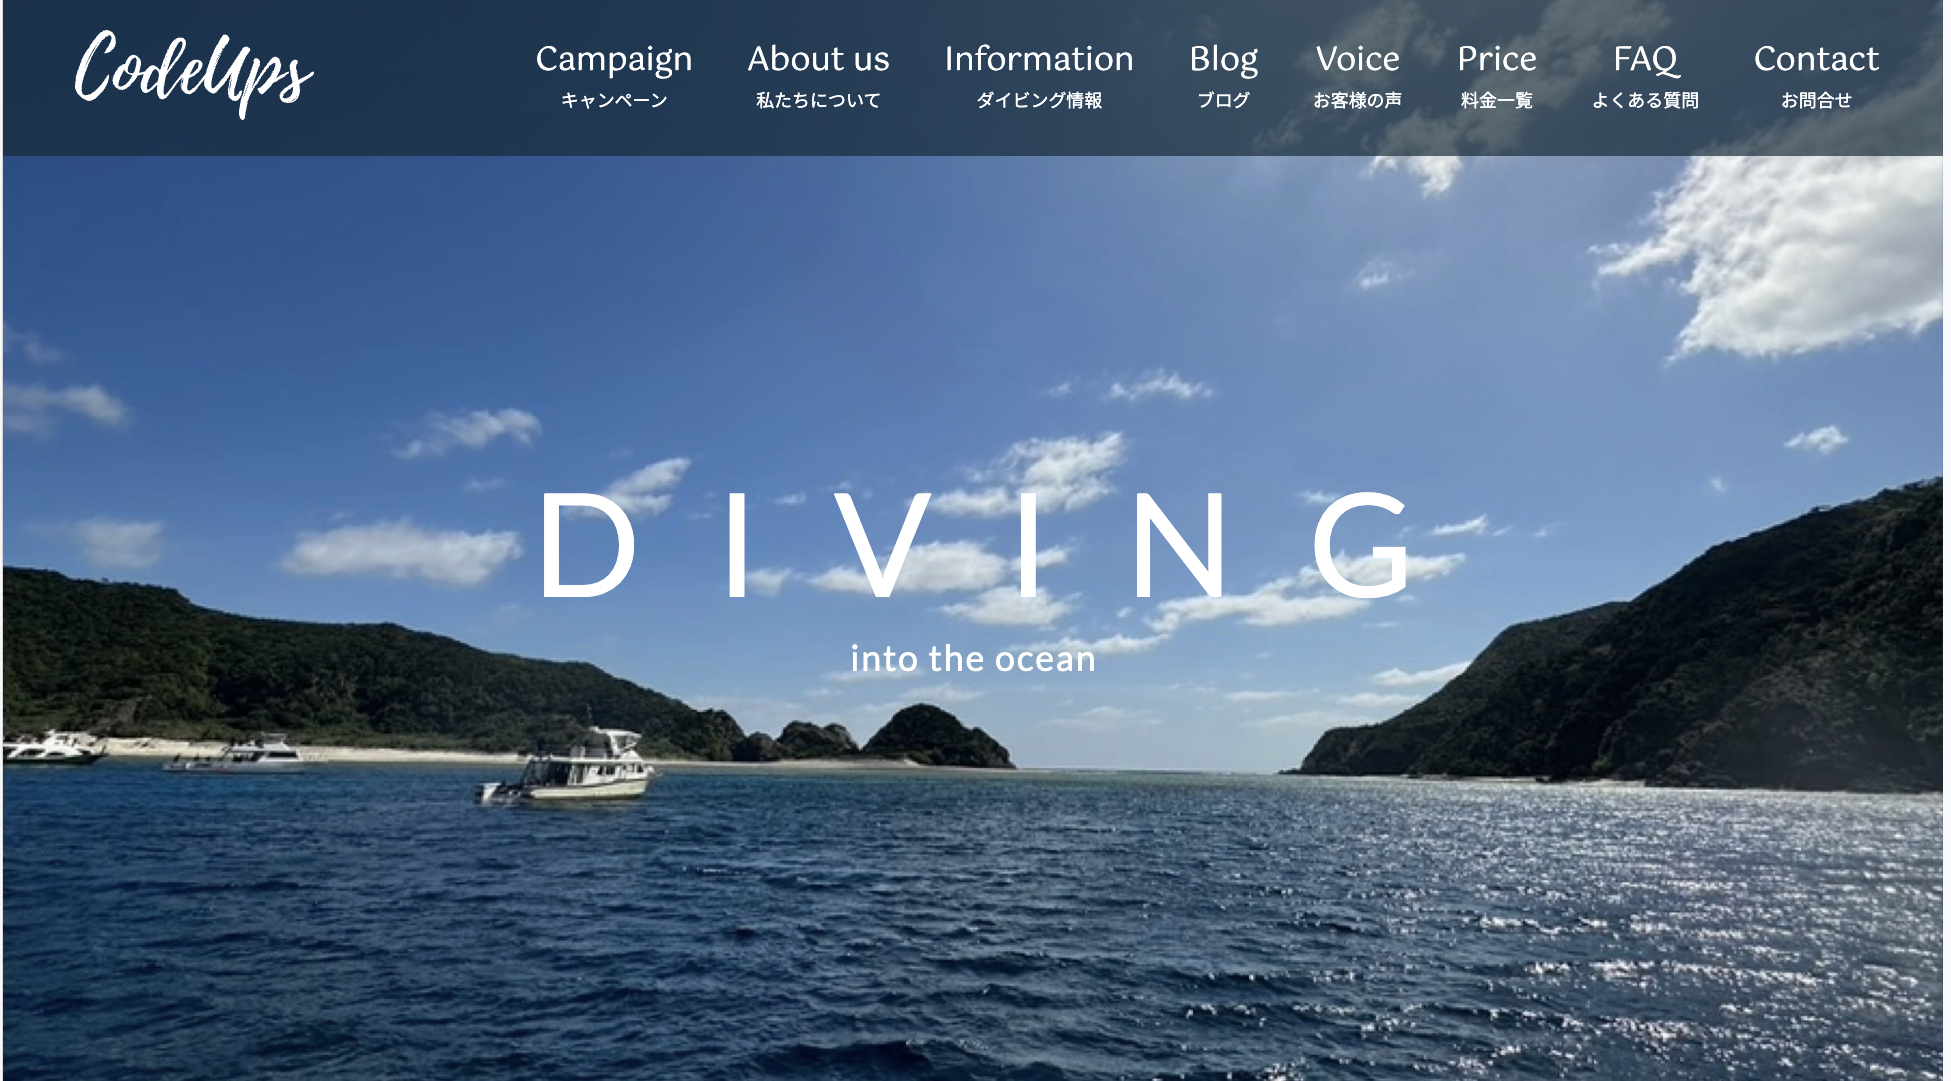 CodeUps
Campaign
キャンペーン
About us
私たちについて
Information
ダイビング情報
Blog
ブログ
Voice
お客様の声
Price
料金一覧
FAQ
よくある質問
Contact
お問合せ
DIVING
into the ocean